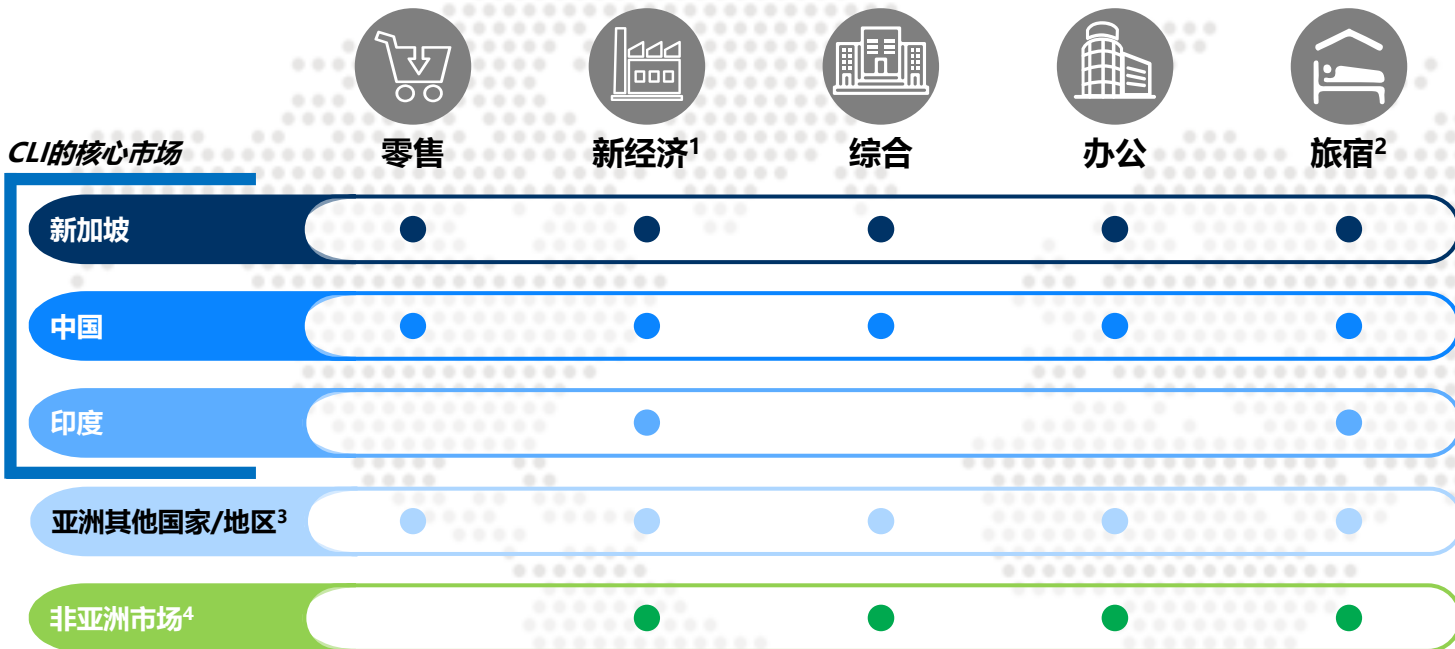 CLI的核心市场
零售
新经济¹
综合
办公
旅宿²
新加坡
中国
印度
亚洲其他国家/地区³
非亚洲市场⁴